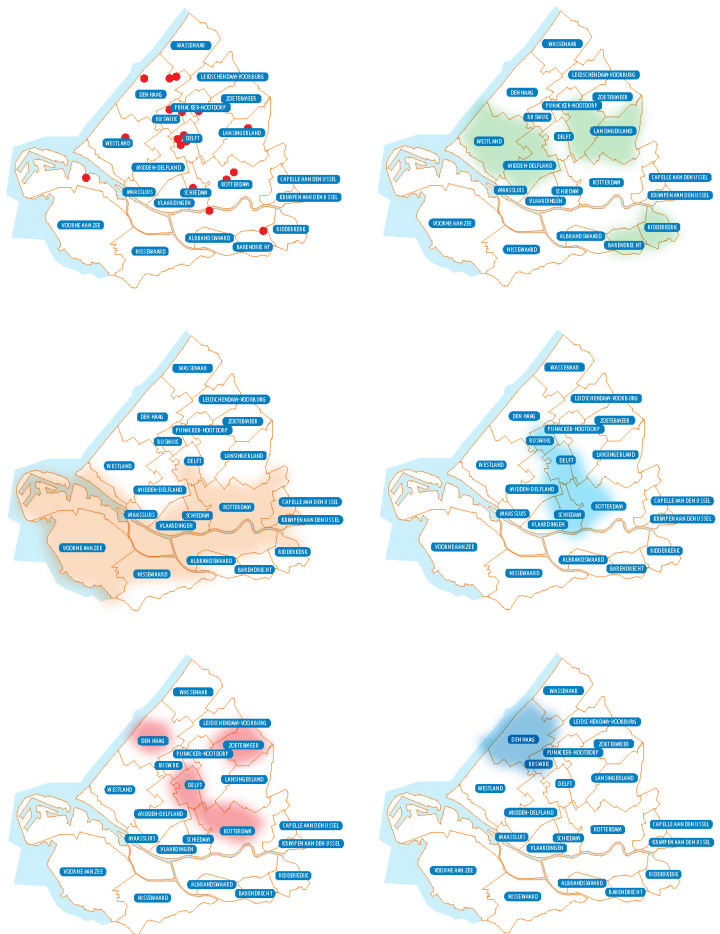 WASSENAAR
LEIDSCHENDAM-VOORBURG
DEN HAAG
ZOETERMEER
PIJNACKER-NOOTDORP
RIJSWIJK
LANSINGERLAND
DELFT
WESTLAND
MIDDEN-DELFLAND
CAPELLE AAN DEN IJSSEL
ROTTERDAM
MAASSLUIS
SCHIEDAM
KRIMPEN AAN DEN IJSSEL
VLAARDINGEN
VOORNE AAN ZEE
RIDDERKERK
ALBRANDSWAARD
BARENDRECHT
NISSEWAARD
WASSENAAR
LEIDSCHENDAM-VOORBURG
DEN HAAG
ZOETERMEER
PIJNACKER-NOOTDORP
RIJSWIJK
LANSINGERLAND
DELFT
WESTLAND
MIDDEN-DELFLAND
CAPELLE AAN DEN IJSSEL
ROTTERDAM
MAASSLUIS
SCHIEDAM
KRIMPEN AAN DEN IJSSEL
VLAARDINGEN
VOORNE AAN ZEE
RIDDERKERK
ALBRANDSWAARD
BARENDRECHT
NISSEWAARD
WASSENAAR
LEIDSCHENDAM-VOORBURG
DEN HAAG
ZOETERMEER
PIJNACKER-NOOTDORP
RIJSWIJK
LANSINGERLAND
DELFT
WESTLAND
MIDDEN-DELFLAND
CAPELLE AAN DEN IJSSEL
ROTTERDAM
MAASSLUIS
SCHIEDAM
KRIMPEN AAN DEN IJSSEL
VLAARDINGEN
VOORNE AAN ZEE
RIDDERKERK
ALBRANDSWAARD
BARENDRECHT
NISSEWAARD
WASSENAAR
LEIDSCHENDAM-VOORBURG
DEN HAAG
ZOETERMEER
PIJNACKER-NOOTDORP
RIJSWIJK
LANSINGERLAND
DELFT
WESTLAND
MIDDEN-DELFLAND
CAPELLE AAN DEN IJSSEL
ROTTERDAM
MAASSLUIS
SCHIEDAM
KRIMPEN AAN DEN IJSSEL
VLAARDINGEN
VOORNE AAN ZEE
RIDDERKERK
ALBRANDSWAARD
BARENDRECHT
NISSEWAARD
WASSENAAR
LEIDSCHENDAM-VOORBURG
DEN HAAG
ZOETERMEER
PIJNACKER-NOOTDORP
RIJSWIJK
LANSINGERLAND
DELFT
WESTLAND
MIDDEN-DELFLAND
CAPELLE AAN DEN IJSSEL
ROTTERDAM
MAASSLUIS
SCHIEDAM
KRIMPEN AAN DEN IJSSEL
VLAARDINGEN
VOORNE AAN ZEE
RIDDERKERK
ALBRANDSWAARD
BARENDRECHT
NISSEWAARD
WASSENAAR
LEIDSCHENDAM-VOORBURG
DEN HAAG
ZOETERMEER
PIJNACKER-NOOTDORP
RIJSWIJK
LANSINGERLAND
DELFT
WESTLAND
MIDDEN-DELFLAND
CAPELLE AAN DEN IJSSEL
ROTTERDAM
MAASSLUIS
SCHIEDAM
KRIMPEN AAN DEN IJSSEL
VLAARDINGEN
VOORNE AAN ZEE
RIDDERKERK
ALBRANDSWAARD
BARENDRECHT
NISSEWAARD